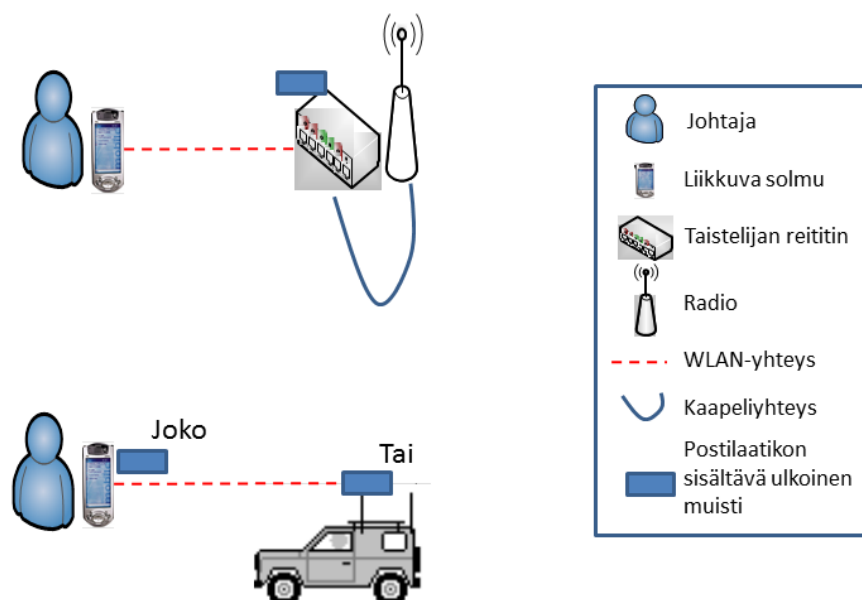 Johtaja
Liikkuva solmu
Taistelijan reititin
Radio
WLAN-yhteys
Kaapeliyhteys
Postilaatikon
sisältävä ulkoinen
muisti
Joko
Tai